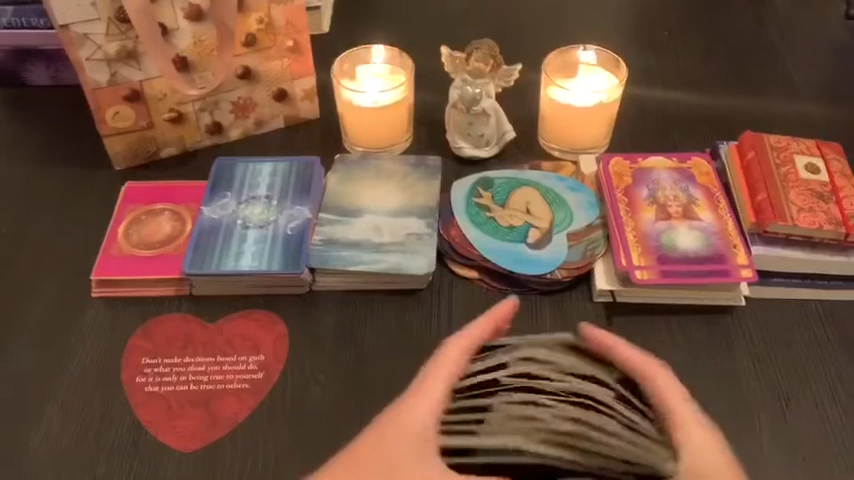 EDERO
Don't make decisions based on guilt
or what you think you should do,
for it is only in being true to yourself
that you can be true to others.